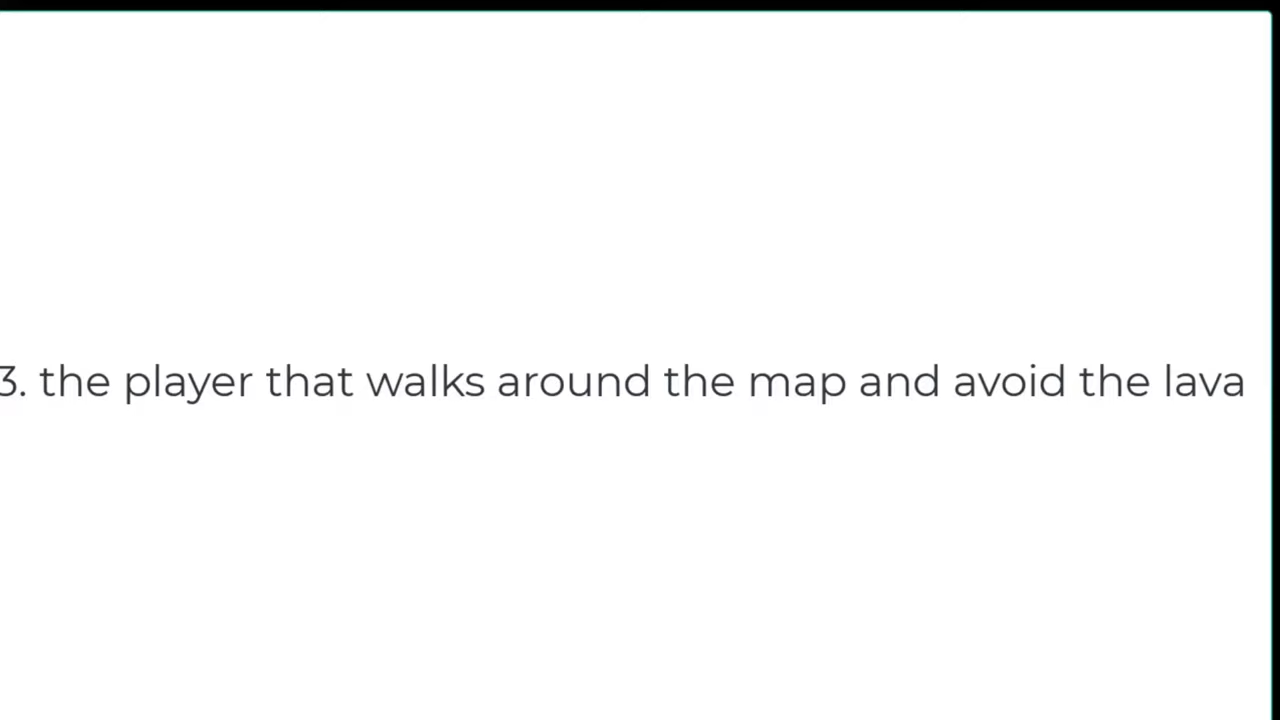 3. the player that walks around the map and avoid the lava